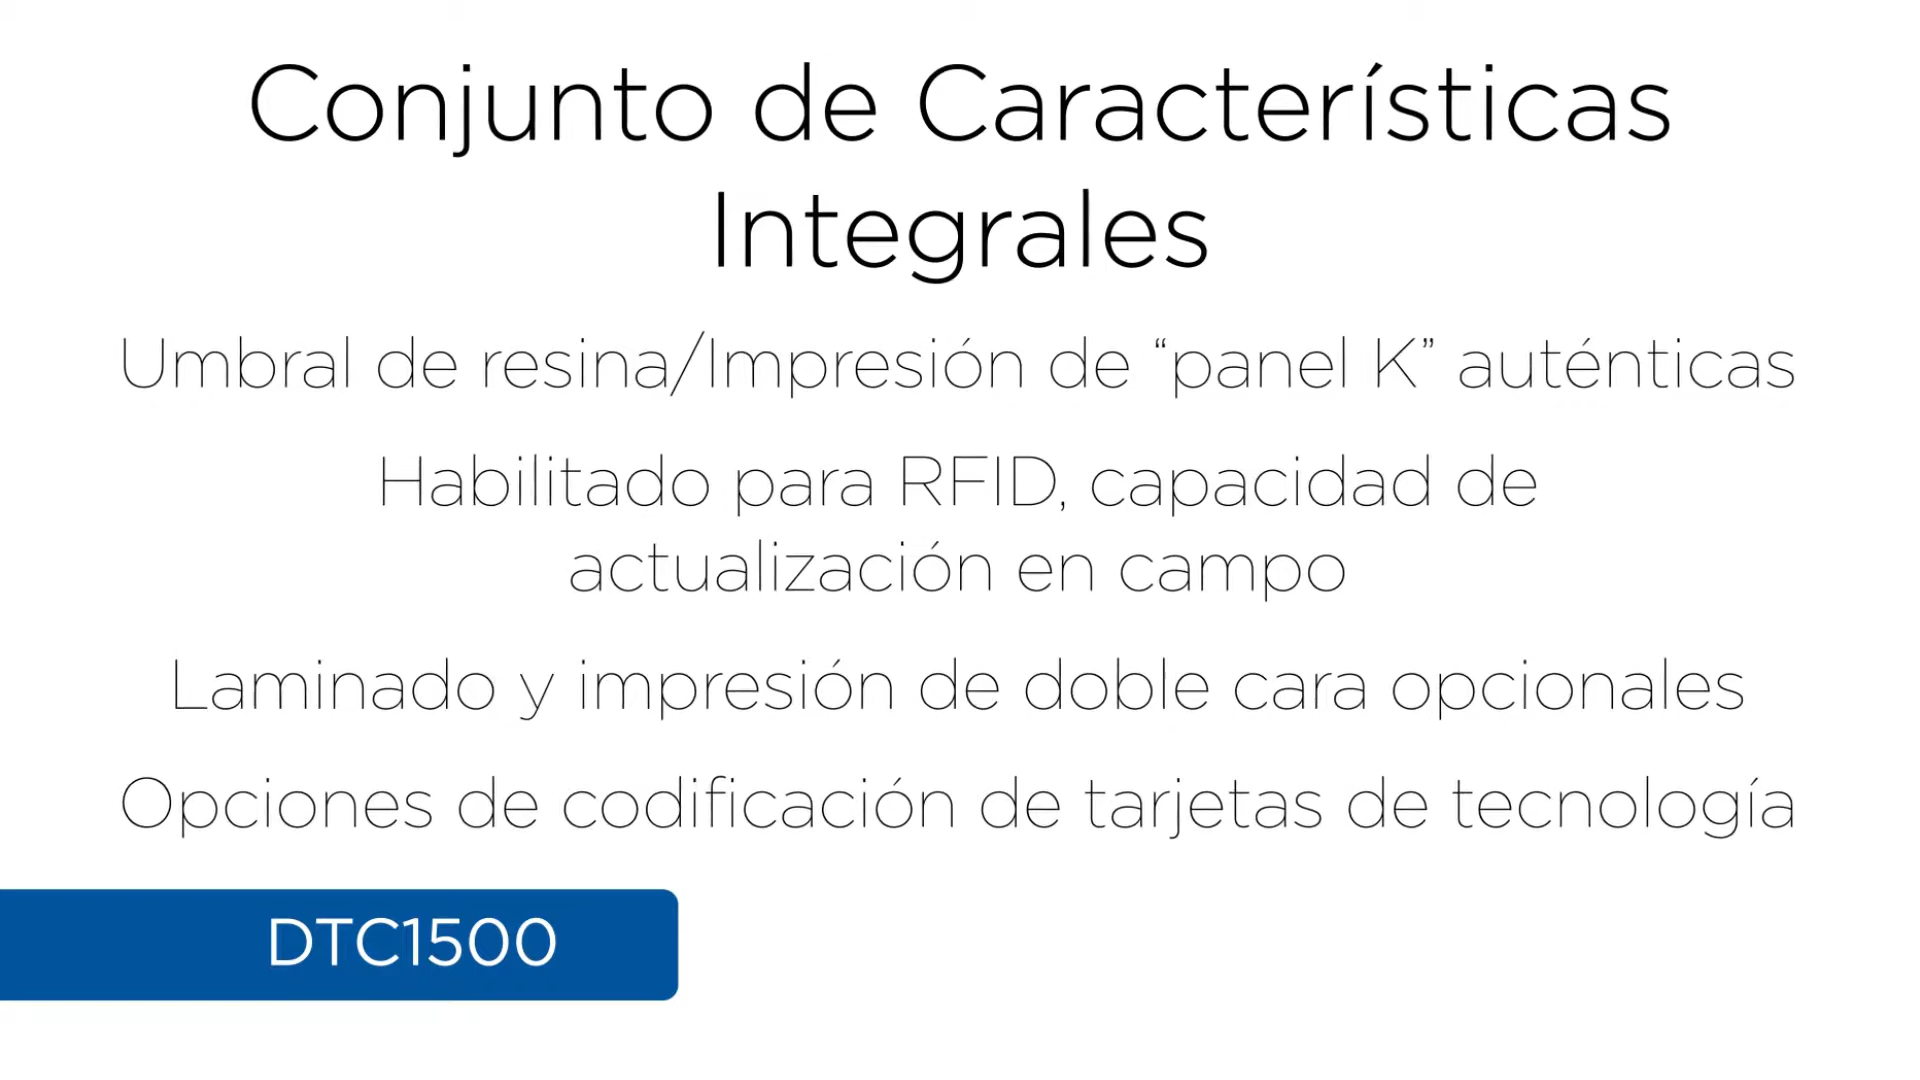 Conjunto de Características
Integrales
Umbral de resina/Impresión de “panel K” auténticas
Habilitado para RFID, capacidad de
actualización en campo
Laminado y impresión de doble cara opcionales
Opciones de codificación de tarjetas de tecnología
DTC1500